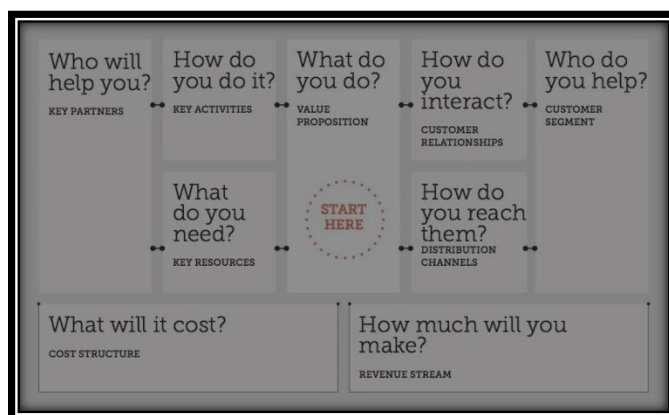 Who will
help you?
KEY PARTNERS
How do
you do it?
KEY ACTIVITIES
What
do you
need?
KEY RESOURCES
What do
you do?
VALUE
PROPOSITION
START
HERE
How do
you
interact?
CUSTOMER
RELATIONSHIPS
How do
you reach
them?
DISTRIBUTION
CHANNELS
Who do
you help?
CUSTOMER
SEGMENT
What will it cost?
COST STRUCTURE
How much will you
make?
REVENUE STREAM